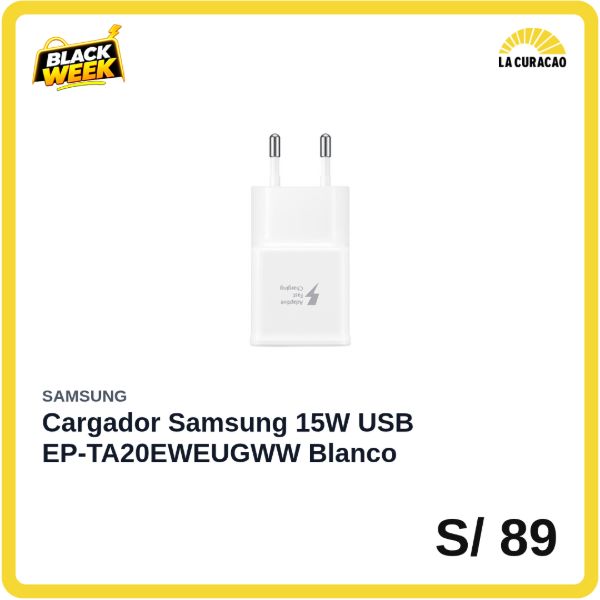 BLACK
WEEK
LA CURACAO
Adaptive
Fast
Charging
SAMSUNG
Cargador Samsung 15W USB
EP-TA20EWEUGWW Blanco
S/ 89